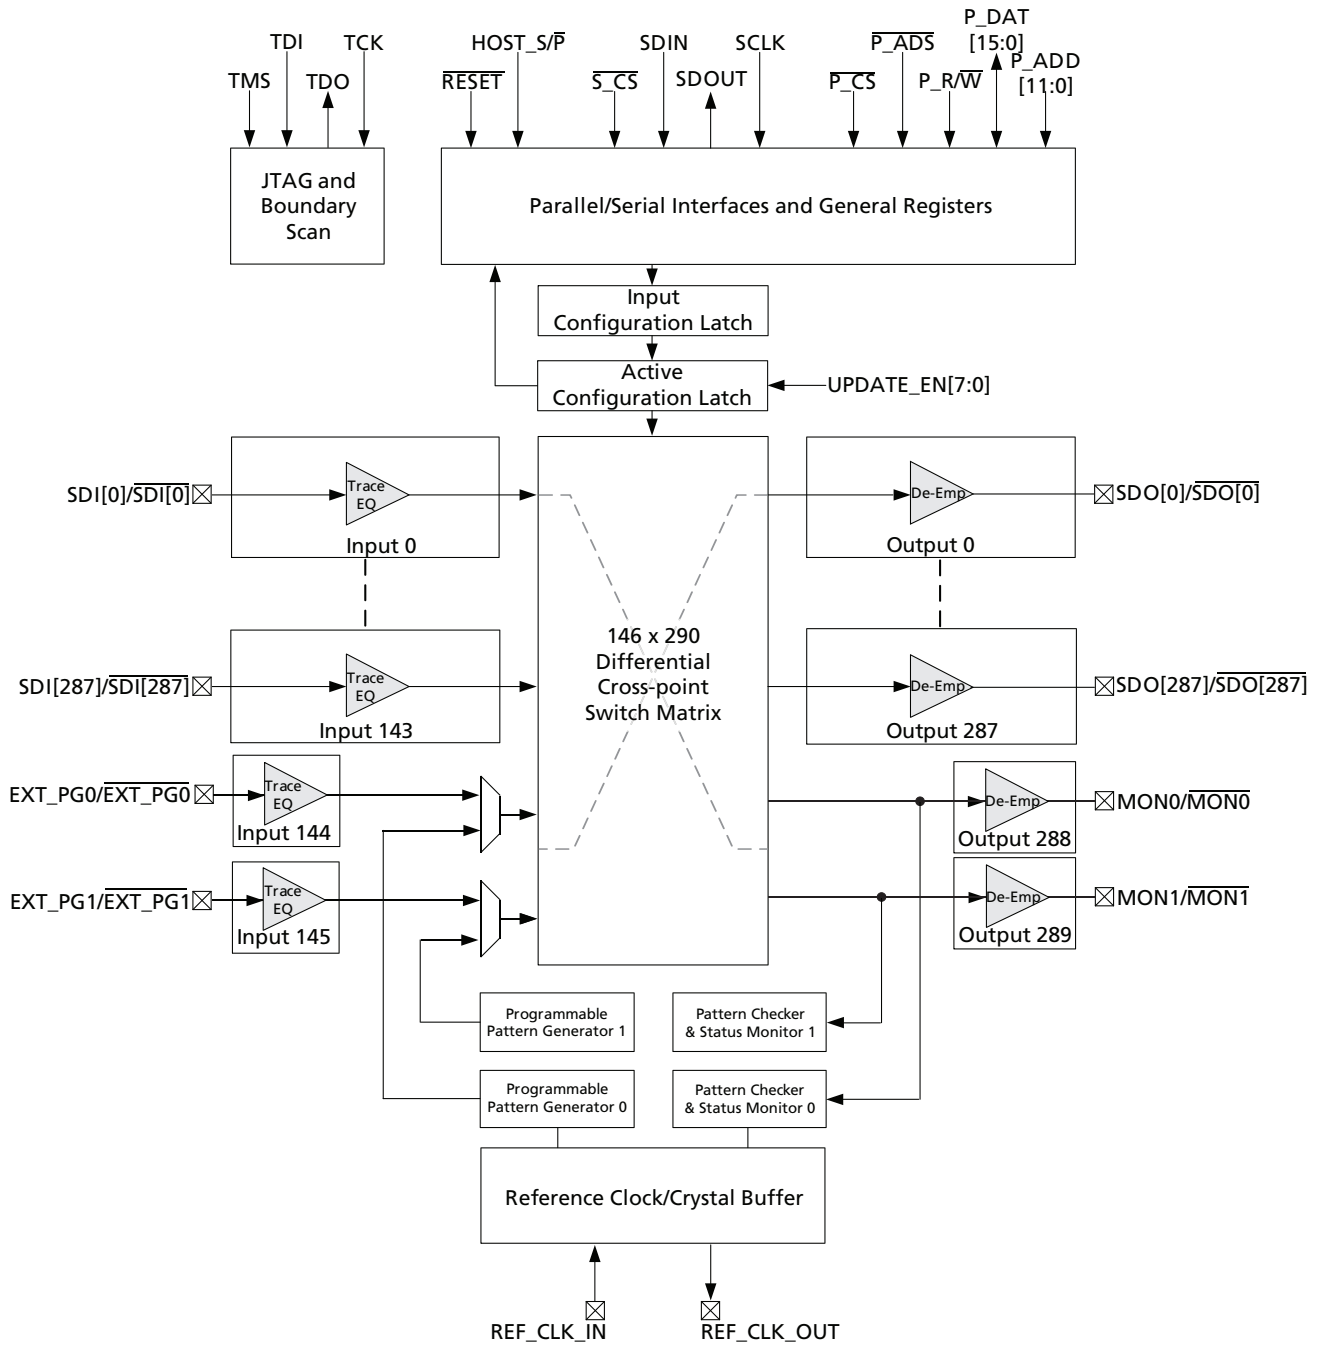 TMS
TDI
TDO
TCK
RESET
HOST_S/P
S_CS
SDIN
SDOUT
SCLK
P_CS
P_ADS
P_R/W
P_DAT
[15:0]
P_ADD
[11:0]
JTAG and
Boundary
Scan
Parallel/Serial Interfaces and General Registers
Input
Configuration Latch
Active
Configuration Latch
UPDATE_EN[7:0]
SDI[0]/SDI[0]
Trace
EQ
Input 0
De-Emp
Output 0
SDO[0]/SDO[0]
146 x 290
Differential
Cross-point
Switch Matrix
SDI[287]/SDI[287]
Trace
EQ
Input 143
De-Emp
Output 287
SDO[287]/SDO[287]
EXT_PG0/EXT_PG0
Trace
EQ
Input 144
De-Emp
Output 288
MON0/MON0
EXT_PG1/EXT_PG1
Trace
EQ
Input 145
De-Emp
Output 289
MON1/MON1
Programmable
Pattern Generator 1
Pattern Checker
& Status Monitor 1
Programmable
Pattern Generator 0
Pattern Checker
& Status Monitor 0
Reference Clock/Crystal Buffer
REF_CLK_IN
REF_CLK_OUT